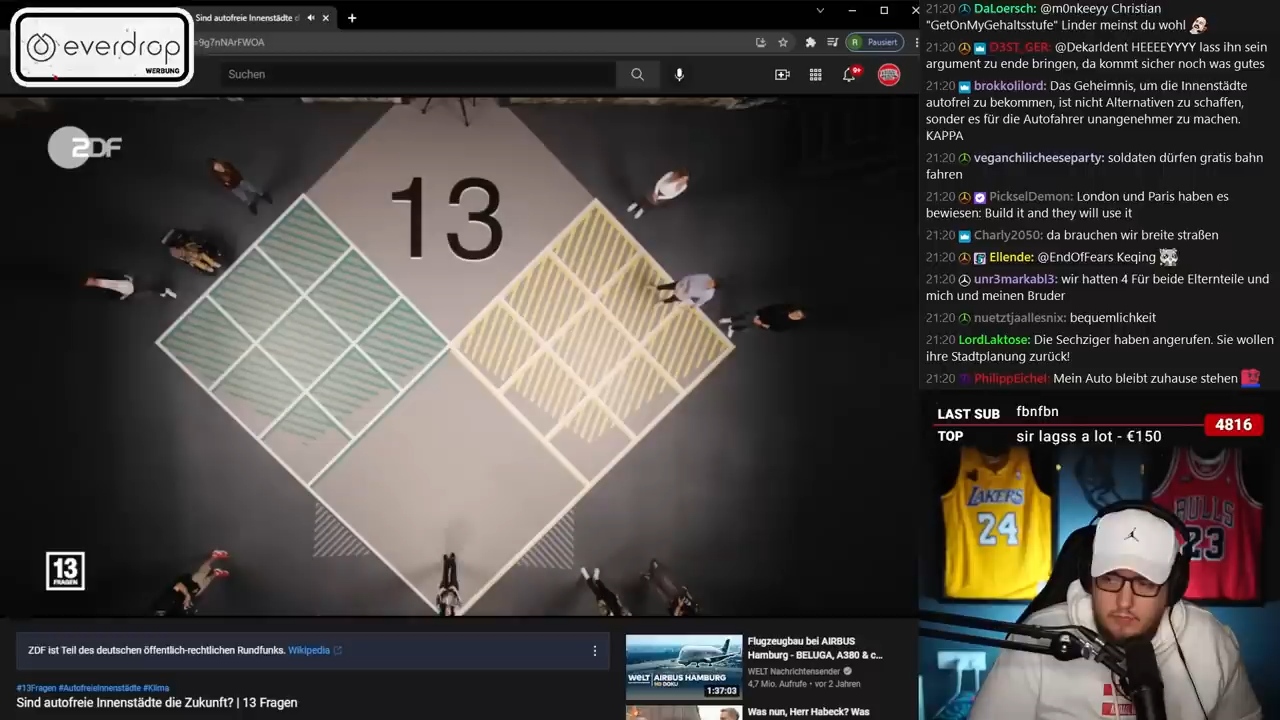 Sind autofreie Innenstädte d
everdrop
WERBUNG
=9g7nNArFWOA
Suchen
R Pausiert
9+
ZDF
13
13
FRAGEN
ZDF ist Teil des deutschen öffentlich-rechtlichen Rundfunks. Wikipedia
#13Fragen #AutofreieInnenstädte #Klima
Sind autofreie Innenstädte die Zukunft? | 13 Fragen
WELT AIRBUS HAMBURG
DOKU
1:37:03
Flugzeugbau bei AIRBUS
Hamburg - BELUGA, A380 & c...
WELT Nachrichtensender
4,7 Mio. Aufrufe • vor 2 Jahren
Was nun, Herr Habeck? Was
21:20 DaLoersch: @m0nkeeyy Christian
"GetOnMyGehaltsstufe" Linder meinst du wohl
21:20 D3ST_GER: @Dekarldent HEEEEYYYY lass ihn sein
argument zu ende bringen, da kommt sicher noch was gutes
21:20 brokkolilord: Das Geheimnis, um die Innenstädte
autofrei zu bekommen, ist nicht Alternativen zu schaffen,
sonder es für die Autofahrer unangenehmer zu machen.
KAPPA
21:20 veganchilicheeseparty: soldaten dürfen gratis bahn
fahren
21:20 PickselDemon: London und Paris haben es
bewiesen: Build it and they will use it
21:20 Charly2050: da brauchen wir breite straßen
21:20 Ellende: @EndOfFears Keqing
21:20 unr3markabl3: wir hatten 4 Für beide Elternteile und
mich und meinen Bruder
21:20 nuetztjaallesnix: bequemlichkeit
21:20 LordLaktose: Die Sechziger haben angerufen. Sie wollen
ihre Stadtplanung zurück!
21:20 PhilippEichel: Mein Auto bleibt zuhause stehen
LAST SUB fbnfbn
4816
TOP sir lagss a lot - €150
LAKERS
24
BULLS
23